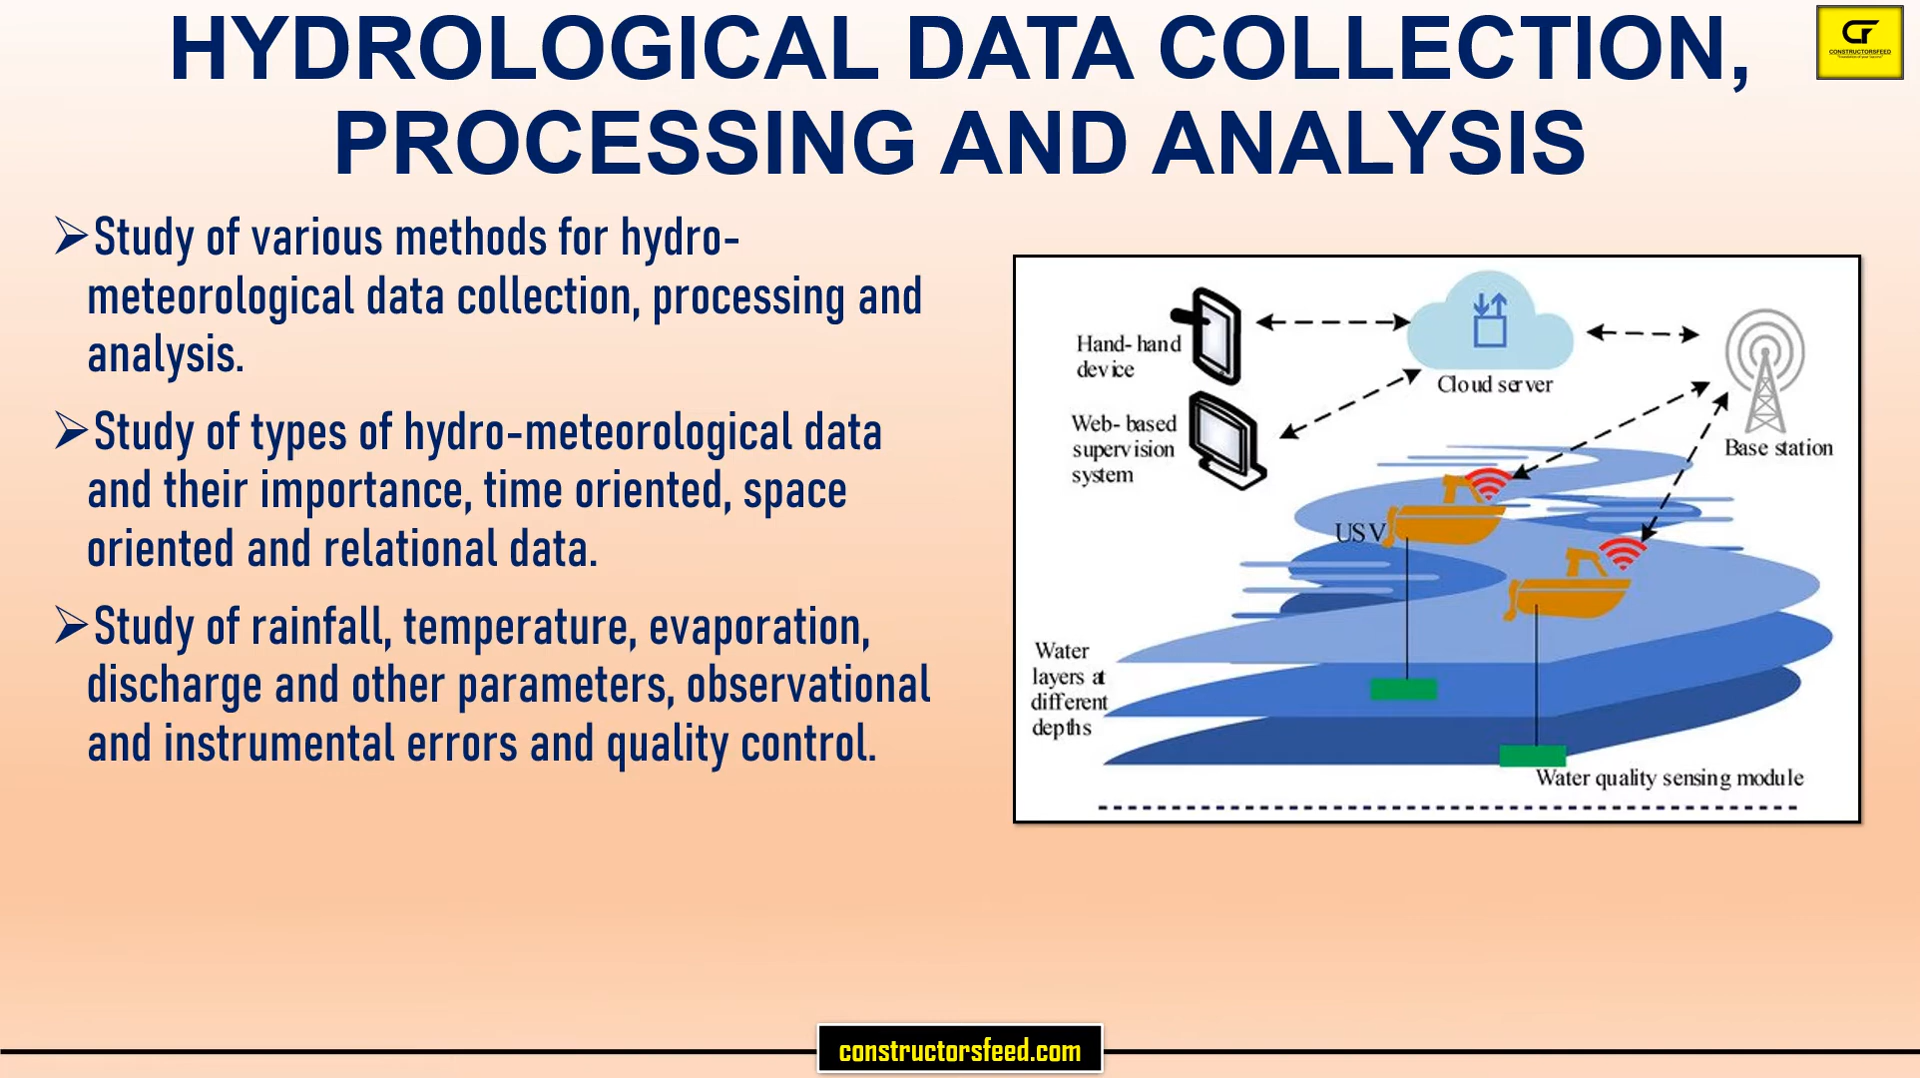 HYDROLOGICAL DATA COLLECTION,
PROCESSING AND ANALYSIS
CONSTRUCTORSFEED
➢Study of various methods for hydro-
meteorological data collection, processing and
analysis.
➢Study of types of hydro-meteorological data
and their importance, time oriented, space
oriented and relational data.
➢Study of rainfall, temperature, evaporation,
discharge and other parameters, observational
and instrumental errors and quality control.
Hand-hand
device
Cloud server
Web-based
supervision
system
Base station
USV
Water
layers at
different
depths
Water quality sensing module
constructorsfeed.com